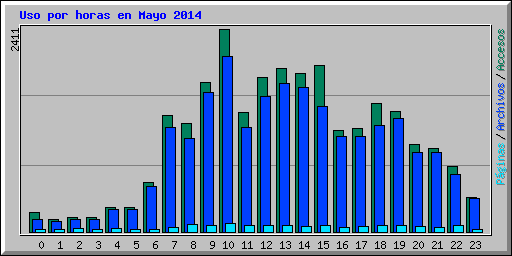 Uso por horas en Mayo 2014
2411
Páginas / Archivos / Accesos
0 1 2 3 4 5 6 7 8 9 10 11 12 13 14 15 16 17 18 19 20 21 22 23